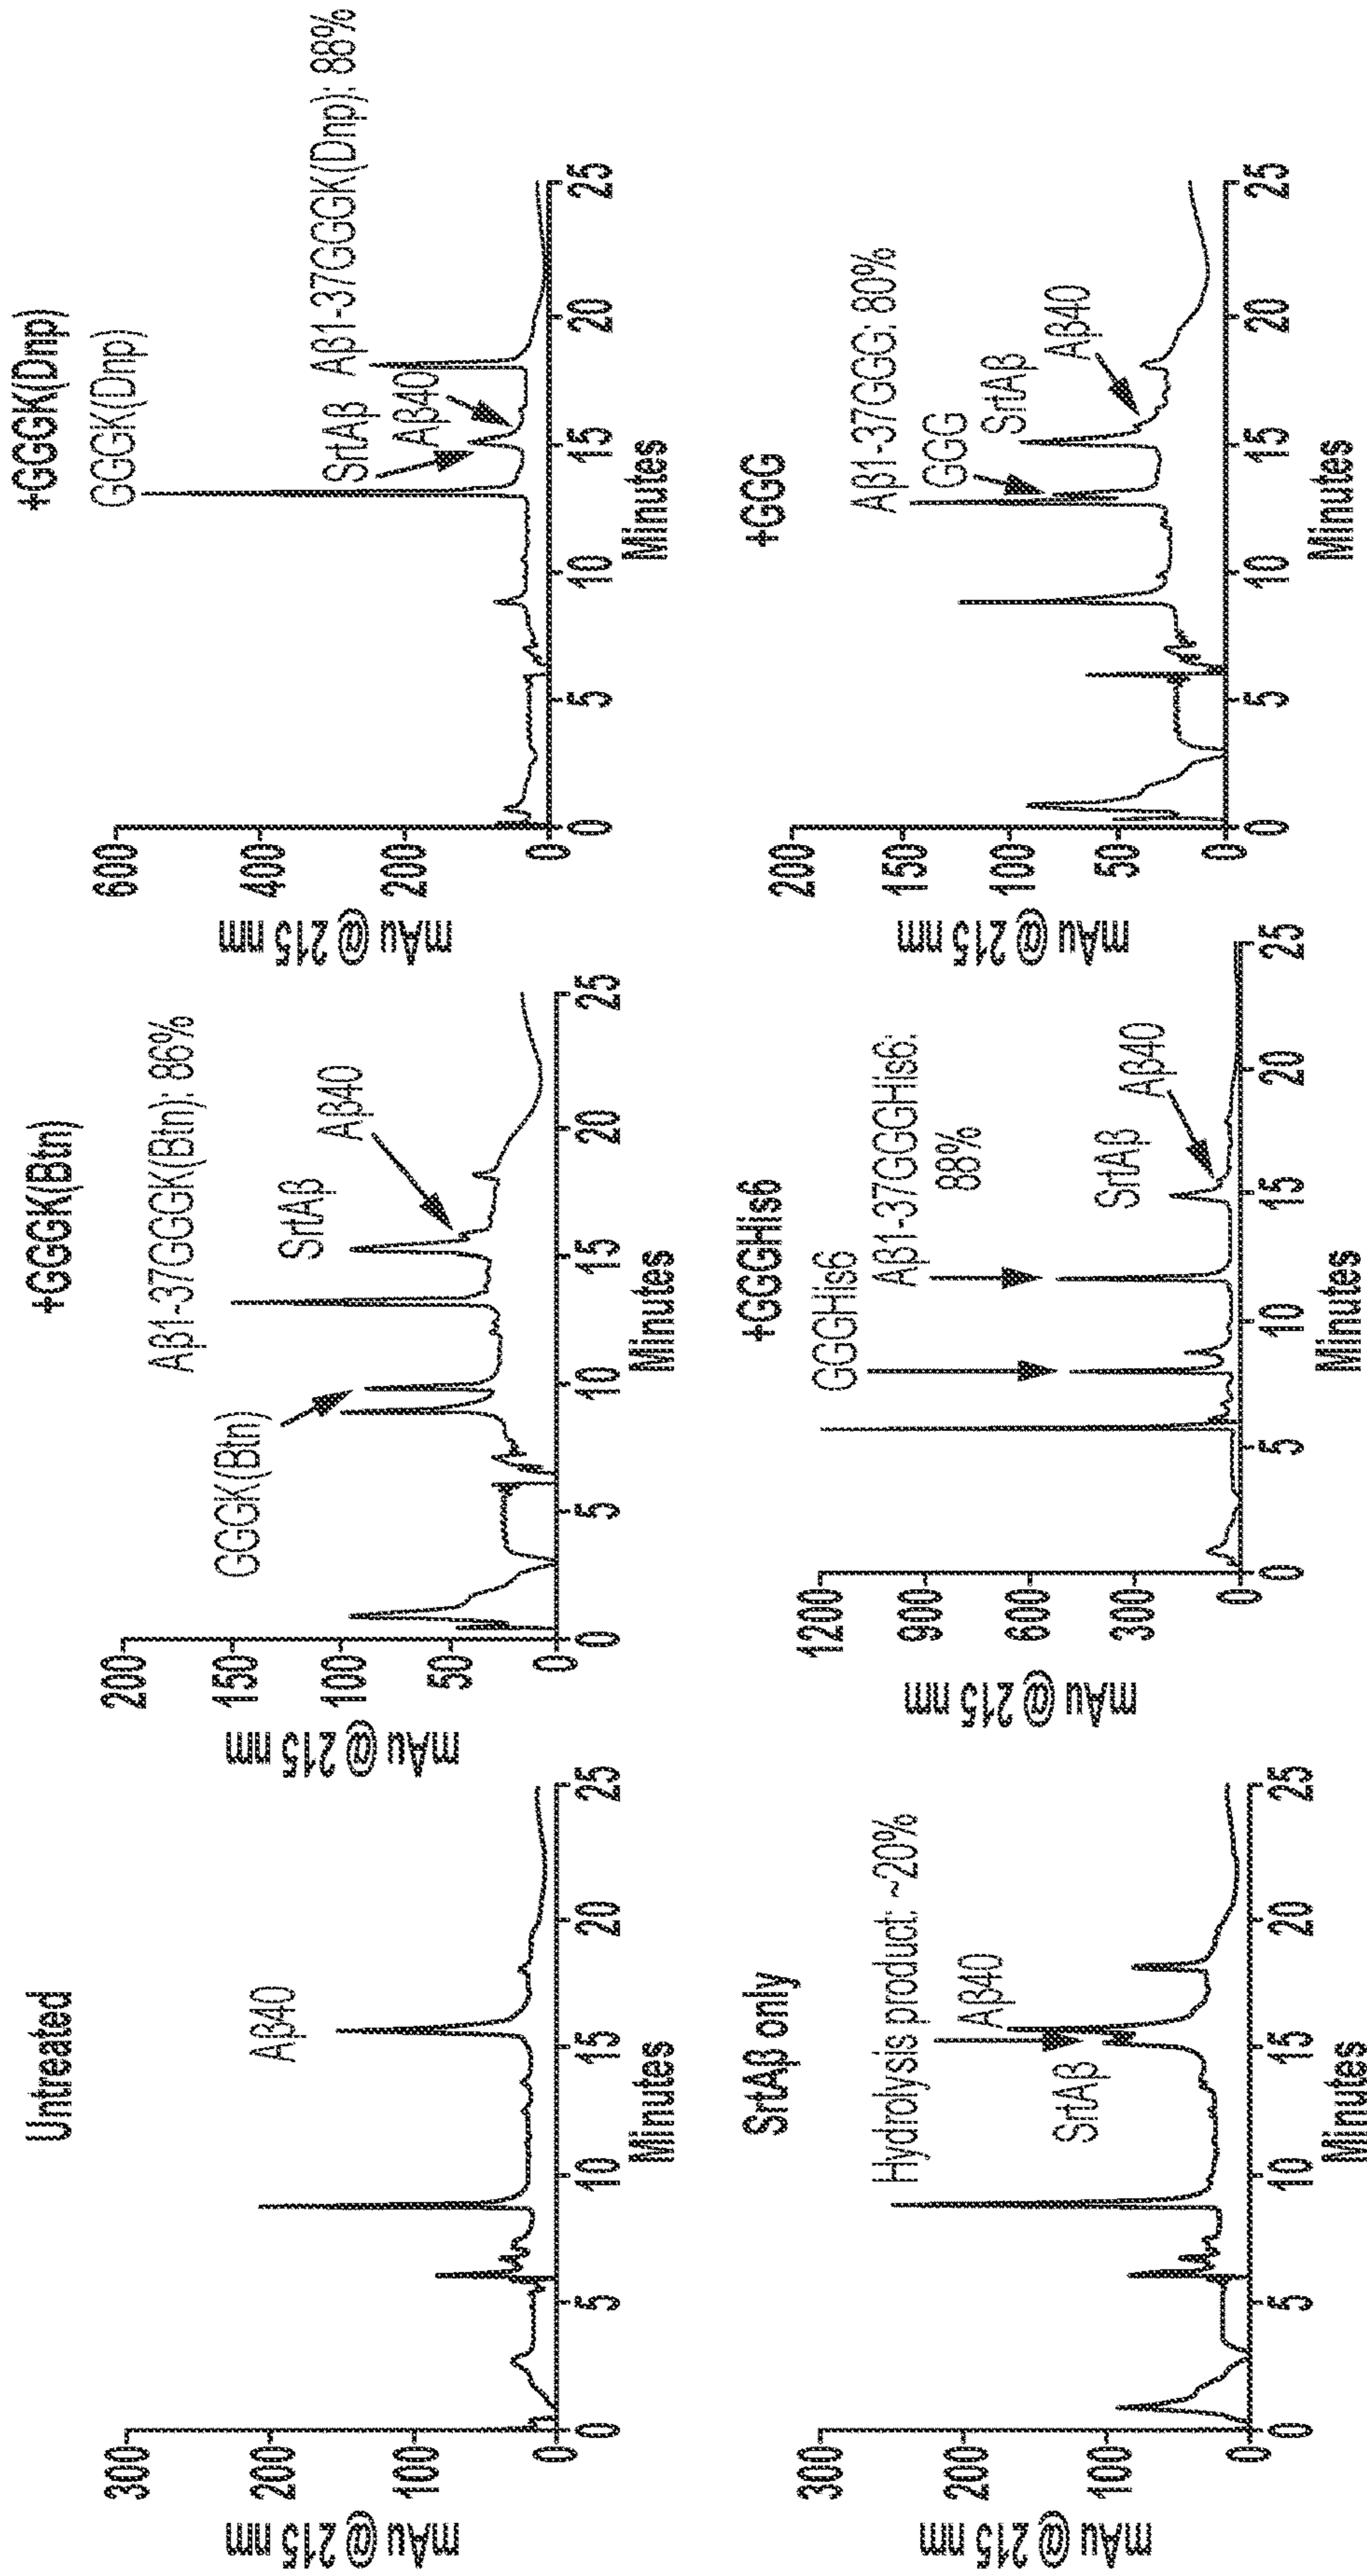 Untreated
Aβ40
mAu @ 215 nm
300
200
100
0
0
5
10
15
20
25
Minutes
+GGGK(Btn)
Aβ1-37GGGK(Btn): 86%
GGGK(Btn)
SrtAβ
Aβ40
mAu @ 215 nm
200
150
100
50
0
0
5
10
15
20
25
Minutes
+GGGK(Dnp)
GGGK(Dnp)
Aβ1-37GGGK(Dnp): 88%
SrtAβ
Aβ40
mAu @ 215 nm
600
400
200
0
0
5
10
15
20
25
Minutes
SrtAβ only
Hydrolysis product: ~20%
Aβ40
SrtAβ
mAu @ 215 nm
300
200
100
0
0
5
10
15
20
25
Minutes
+GGGHis6
GGGHis6
Aβ1-37GGGHis6:
88%
SrtAβ
Aβ40
mAu @ 215 nm
1200
900
600
300
0
0
5
10
15
20
25
Minutes
+GGG
Aβ1-37GGG: 80%
GGG
SrtAβ
Aβ40
mAu @ 215 nm
200
150
100
50
0
0
5
10
15
20
25
Minutes